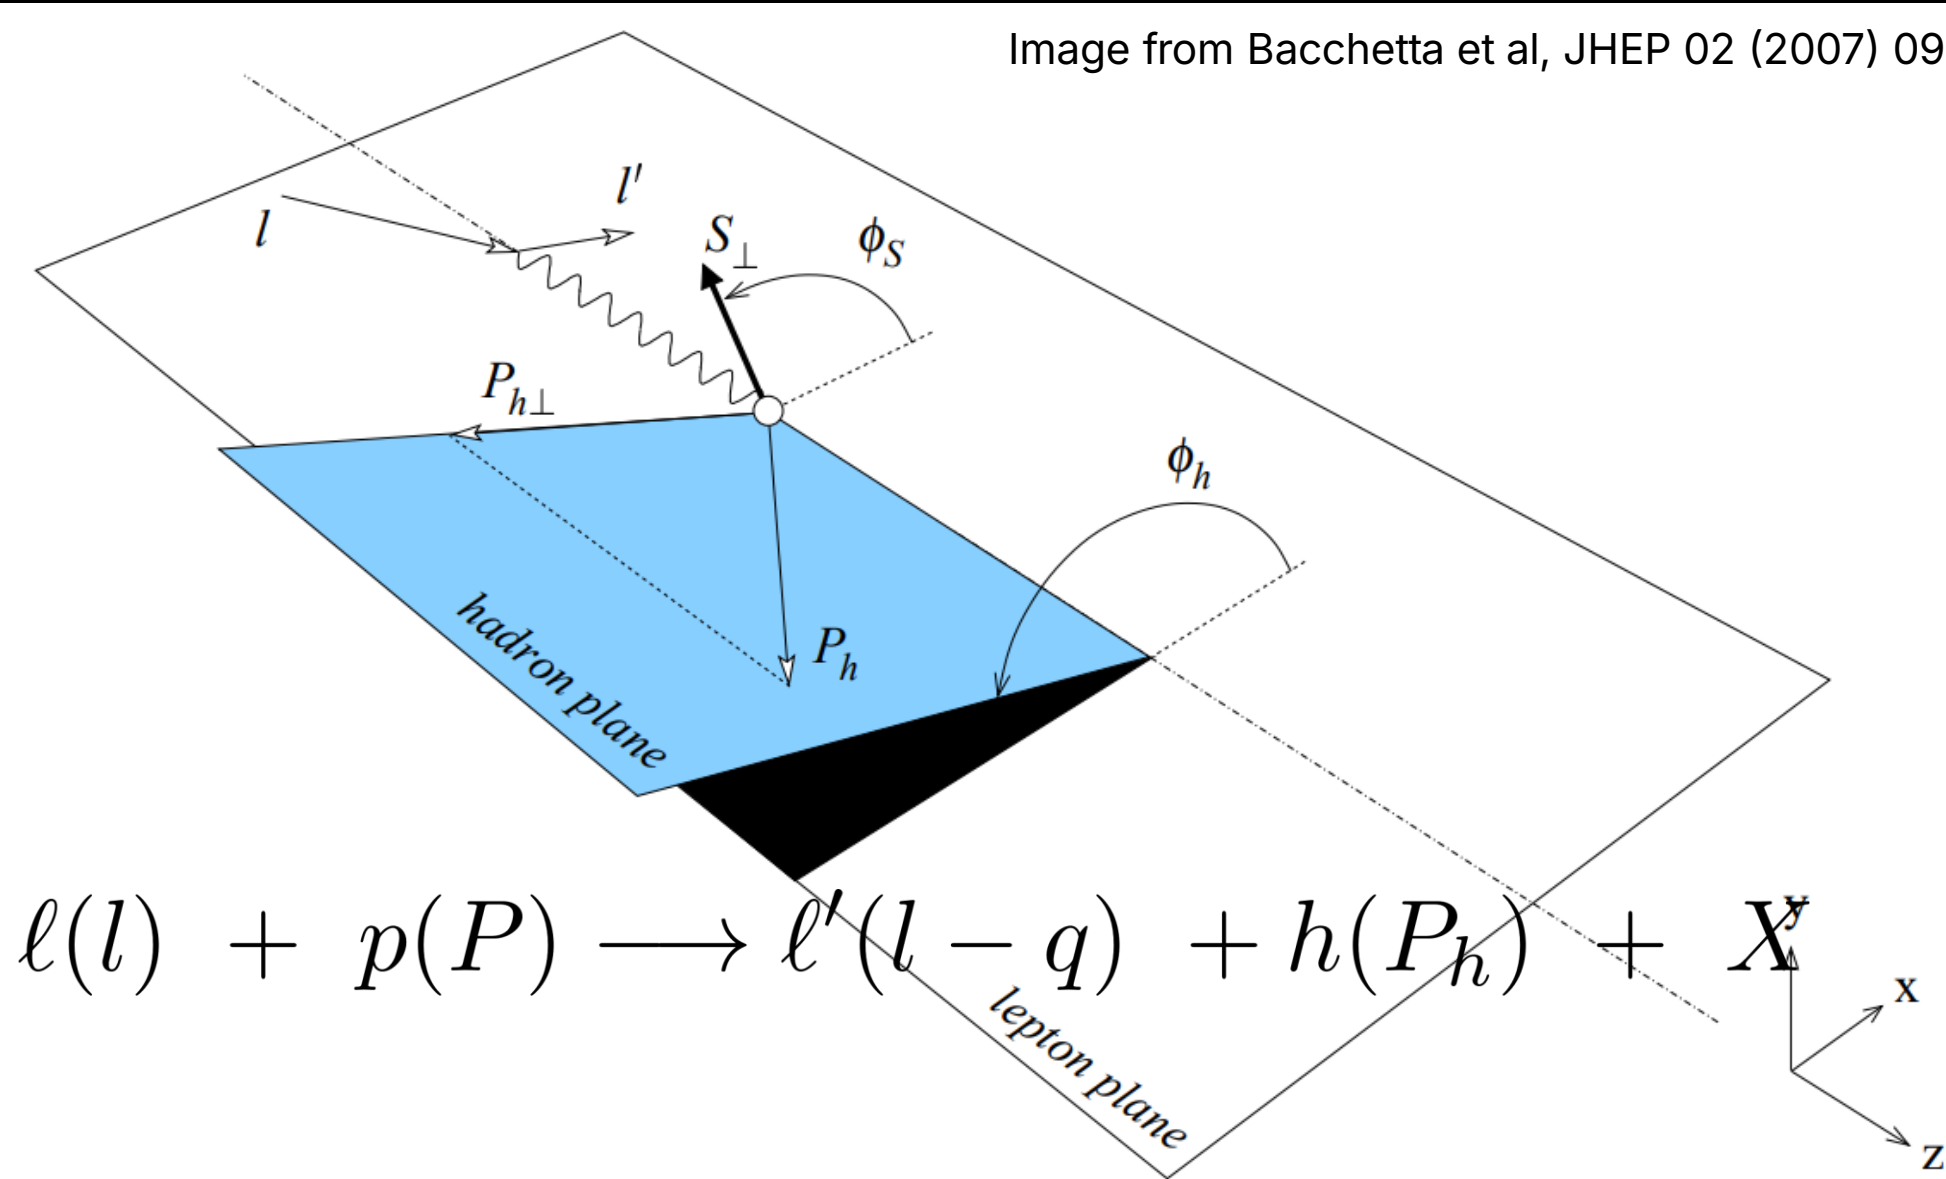 Image from Bacchetta et al, JHEP 02 (2007) 09
l
l'
S⊥
ϕS
Ph⊥
ϕh
Ph
hadron plane
ℓ(l) + p(P) ⟶ ℓ′(l − q) + h(Ph) + X
y
x
lepton plane
z